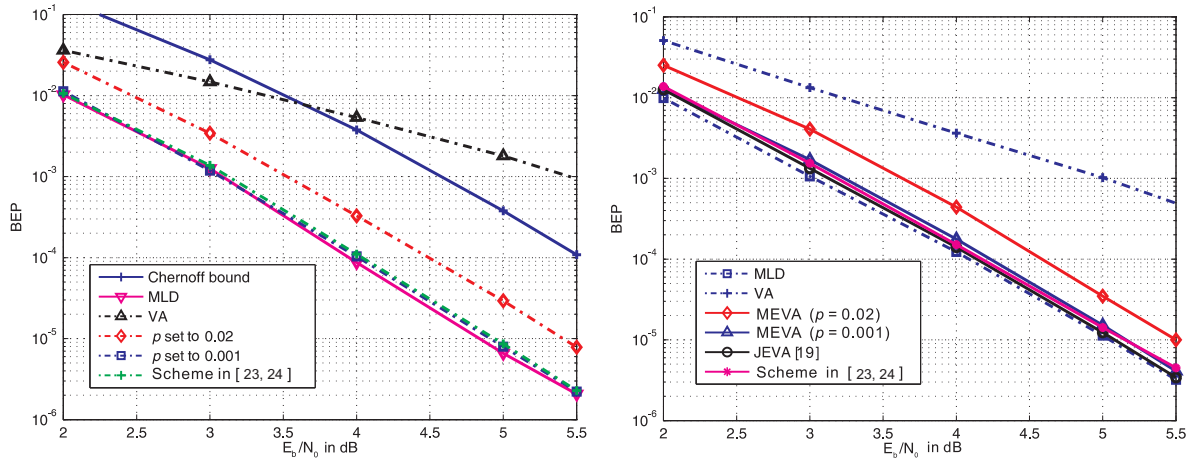 10⁻¹
10⁻²
10⁻³
10⁻⁴
10⁻⁵
10⁻⁶
BEP
Chernoff bound
MLD
VA
p set to 0.02
p set to 0.001
Scheme in [ 23, 24 ]
2 2.5 3 3.5 4 4.5 5 5.5
E_b/N_0 in dB
10⁻¹
10⁻²
10⁻³
10⁻⁴
10⁻⁵
10⁻⁶
BEP
MLD
VA
MEVA (p = 0.02)
MEVA (p = 0.001)
JEVA [19]
Scheme in [ 23, 24 ]
2 2.5 3 3.5 4 4.5 5 5.5
E_b/N_0 in dB